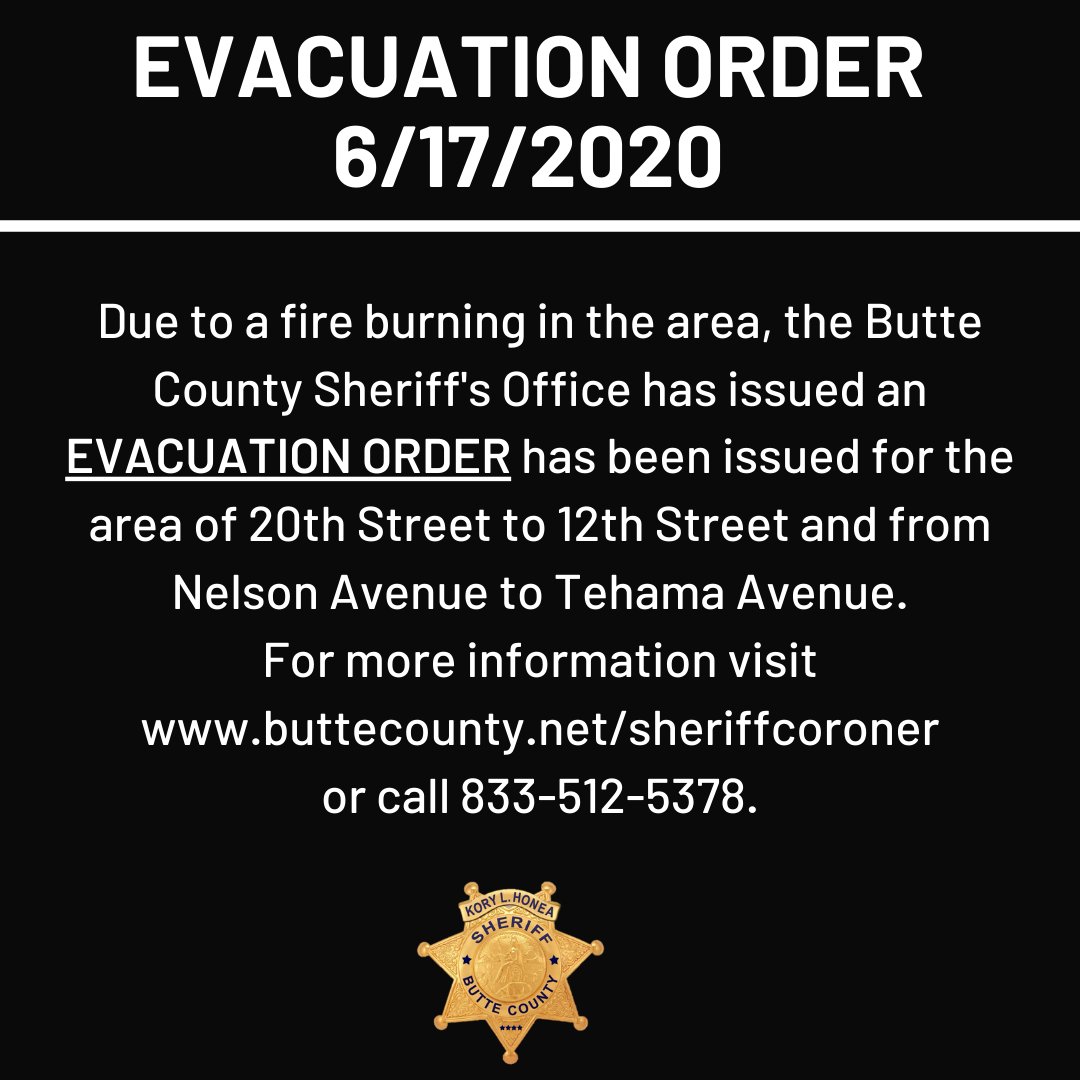 EVACUATION ORDER
6/17/2020
Due to a fire burning in the area, the Butte
County Sheriff's Office has issued an
EVACUATION ORDER has been issued for the
area of 20th Street to 12th Street and from
Nelson Avenue to Tehama Avenue.
For more information visit
www.buttecounty.net/sheriffcoroner
or call 833-512-5378.
KORY L. HONEA
SHERIFF
BUTTE COUNTY